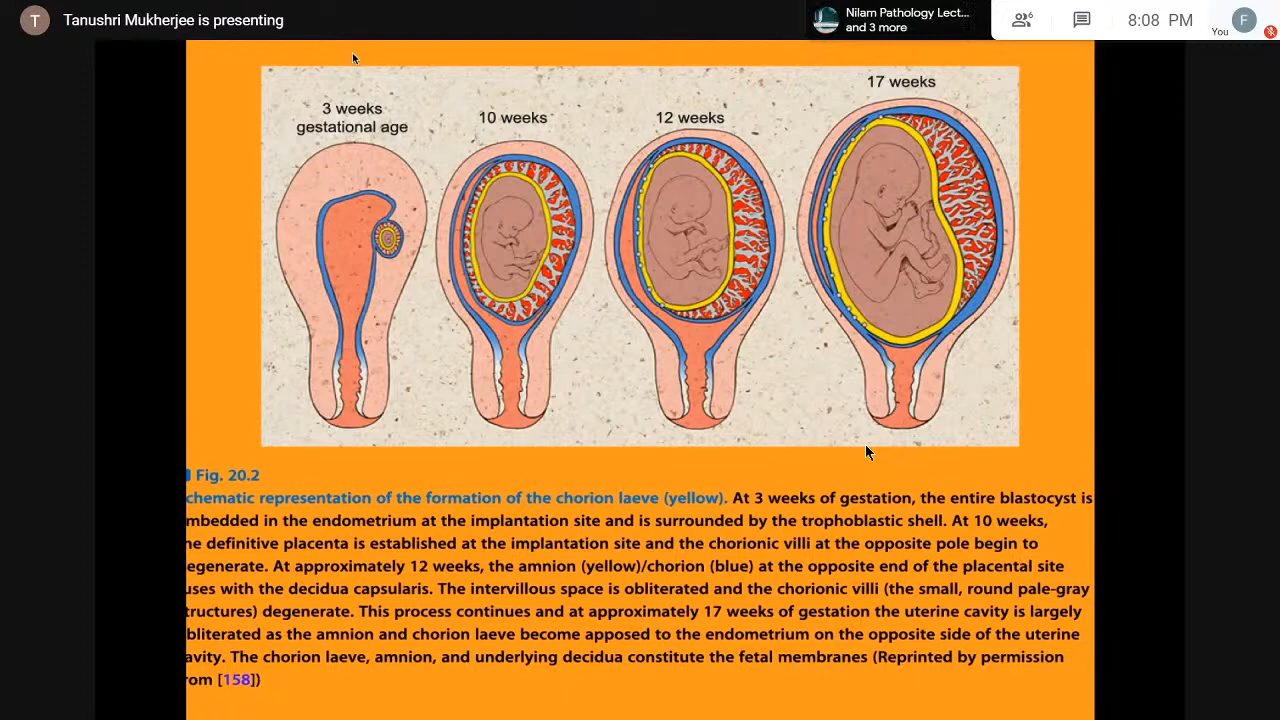 T
Tanushri Mukherjee is presenting
Nilam Pathology Lect...
and 3 more
6
8:08 PM
You
F
3 weeks
gestational age
10 weeks
12 weeks
17 weeks
Fig. 20.2
chematic representation of the formation of the chorion laeve (yellow). At 3 weeks of gestation, the entire blastocyst is
mbedded in the endometrium at the implantation site and is surrounded by the trophoblastic shell. At 10 weeks,
he definitive placenta is established at the implantation site and the chorionic villi at the opposite pole begin to
egenerate. At approximately 12 weeks, the amnion (yellow)/chorion (blue) at the opposite end of the placental site
uses with the decidua capsularis. The intervillous space is obliterated and the chorionic villi (the small, round pale-gray
tructures) degenerate. This process continues and at approximately 17 weeks of gestation the uterine cavity is largely
bliterated as the amnion and chorion laeve become apposed to the endometrium on the opposite side of the uterine
avity. The chorion laeve, amnion, and underlying decidua constitute the fetal membranes (Reprinted by permission
rom [158])